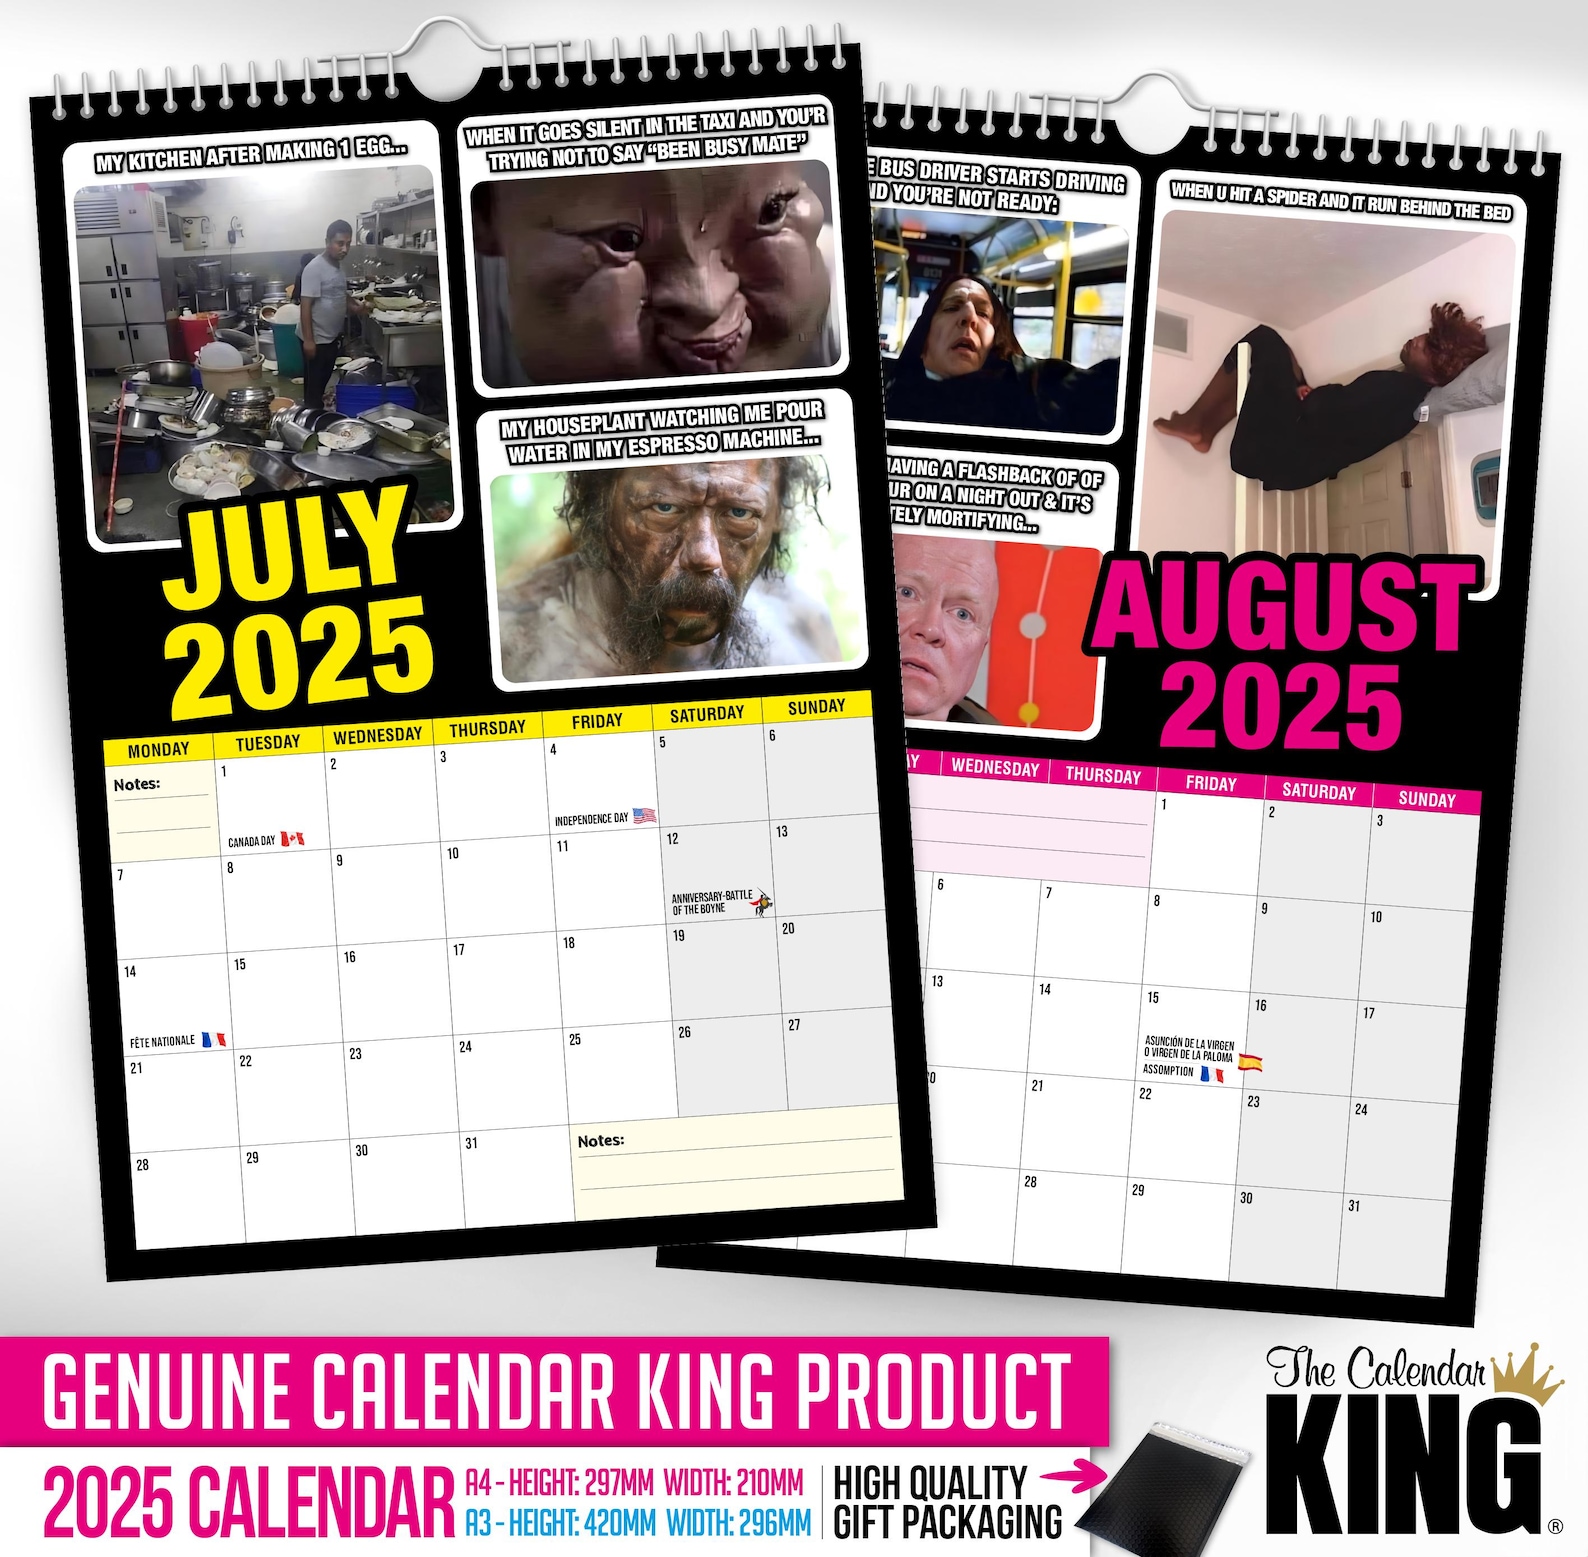 MY KITCHEN AFTER MAKING 1 EGG...
WHEN IT GOES SILENT IN THE TAXI AND YOU'R
TRYING NOT TO SAY “BEEN BUSY MATE”
MY HOUSEPLANT WATCHING ME POUR
WATER IN MY ESPRESSO MACHINE...
JULY
2025
MONDAY TUESDAY WEDNESDAY THURSDAY FRIDAY SATURDAY SUNDAY
Notes: 1 2 3 4 5 6
CANADA DAY INDEPENDENCE DAY
7 8 9 10 11 12 13
ANNIVERSARY-BATTLE
OF THE BOYNE
14 15 16 17 18 19 20
FÊTE NATIONALE
21 22 23 24 25 26 27
28 29 30 31 Notes:
BUS DRIVER STARTS DRIVING
YOU'RE NOT READY:
WHEN U HIT A SPIDER AND IT RUN BEHIND THE BED
A FLASHBACK OF OF
ON A NIGHT OUT & IT'S
MORTIFYING...
AUGUST
2025
WEDNESDAY THURSDAY FRIDAY SATURDAY SUNDAY
1 2 3
6 7 8 9 10
13 14 15 16 17
ASUNCIÓN DE LA VIRGEN
O VIRGEN DE LA PALOMA
ASSOMPTION
21 22 23 24
28 29 30 31
GENUINE CALENDAR KING PRODUCT
2025 CALENDAR
A4 - HEIGHT: 297MM WIDTH: 210MM
A3 - HEIGHT: 420MM WIDTH: 296MM
HIGH QUALITY
GIFT PACKAGING
The Calendar
KING®